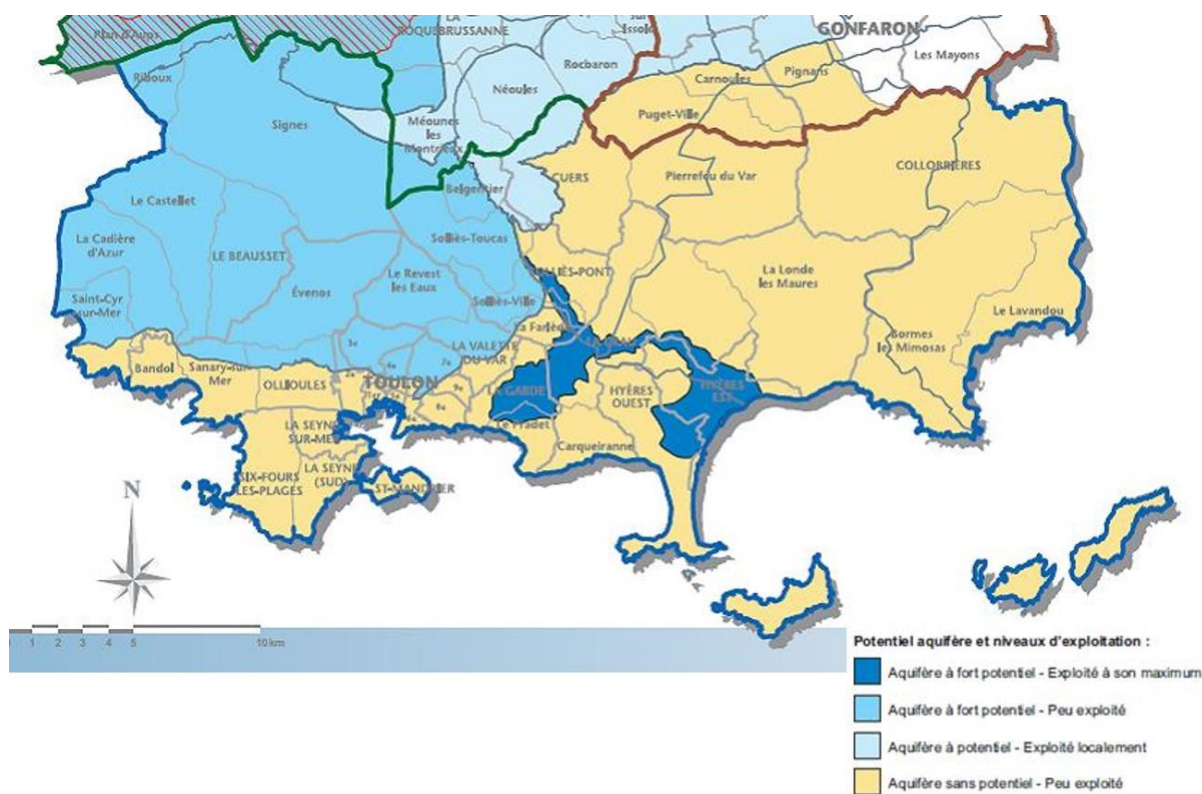 LA
ROQUEBRUSSANNE
sur
Issole
GONFARON
Plan d'Aups
Les Mayons
Rocbaron
Riboux
Carnoules
Pignans
Néoules
Puget-Ville
Signes
Méounes
les
Montrieux
COLLOBRIÈRES
CUERS
Pierrefeu du Var
Belgentier
Le Castellet
La Cadière
d'Azur
LE BEAUSSET
Solliès-Toucas
Le Revest
les Eaux
SOLLIÈS-PONT
La Londe
les Maures
Évenos
Saint-Cyr
sur-Mer
Solliès-Ville
Le Lavandou
La Farlède
Bormes
les Mimosas
LA VALETTE
DU VAR
Bandol
Sanary-sur
Mer
OLLIOULES
TOULON
LA GARDE
HYÈRES
OUEST
HYÈRES
EST
Le Pradet
LA SEYNE
SUR-MER
Carqueiranne
LA SEYNE
(SUD)
SIX-FOURS
LES-PLAGES
ST-MANDRIER
N
1 2 3 4 5 10km
Potentiel aquifère et niveaux d'exploitation :
Aquifère à fort potentiel - Exploité à son maximum
Aquifère à fort potentiel - Peu exploité
Aquifère à potentiel - Exploité localement
Aquifère sans potentiel - Peu exploité